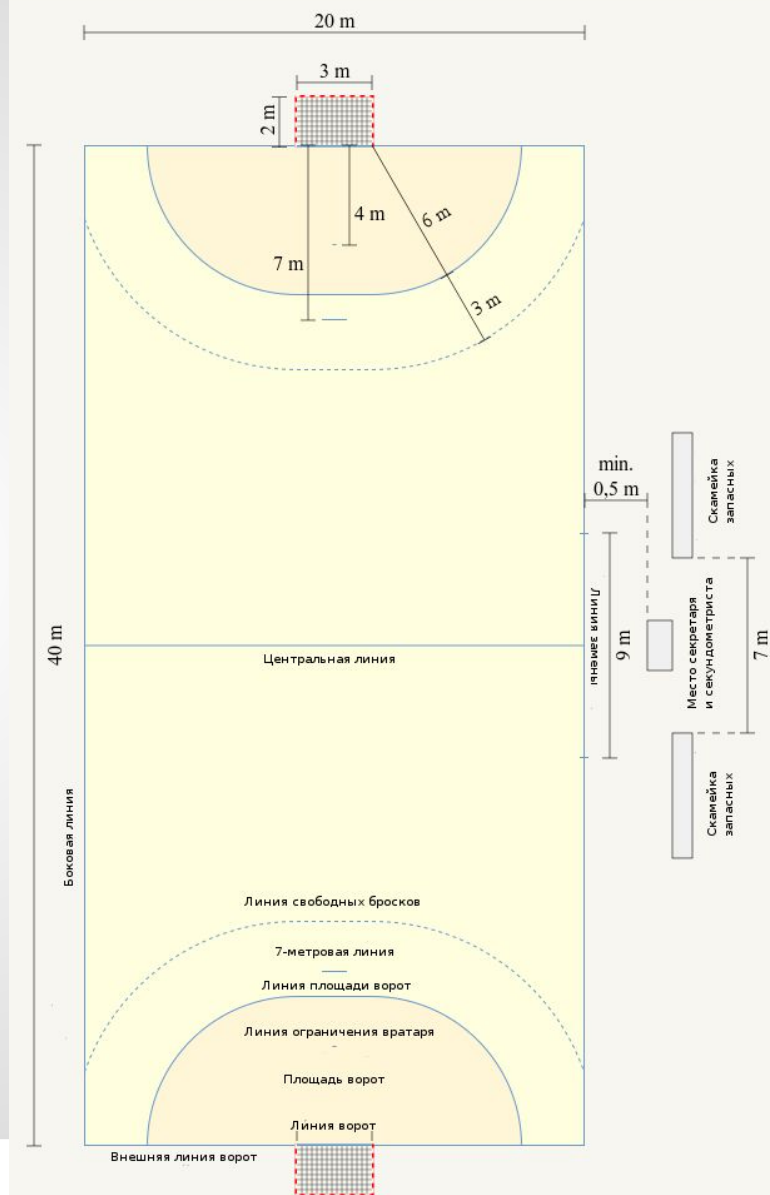 20 m
3 m
2 m
4 m
7 m
6 m
3 m
min.
0,5 m
Скамейка
запасных
Линия замены
9 m
Место секретаря
и секундометриста
7 m
40 m
Центральная линия
Скамейка
запасных
Боковая линия
Линия свободных бросков
7-метровая линия
Линия площади ворот
Линия ограничения вратаря
Площадь ворот
Линия ворот
Внешняя линия ворот